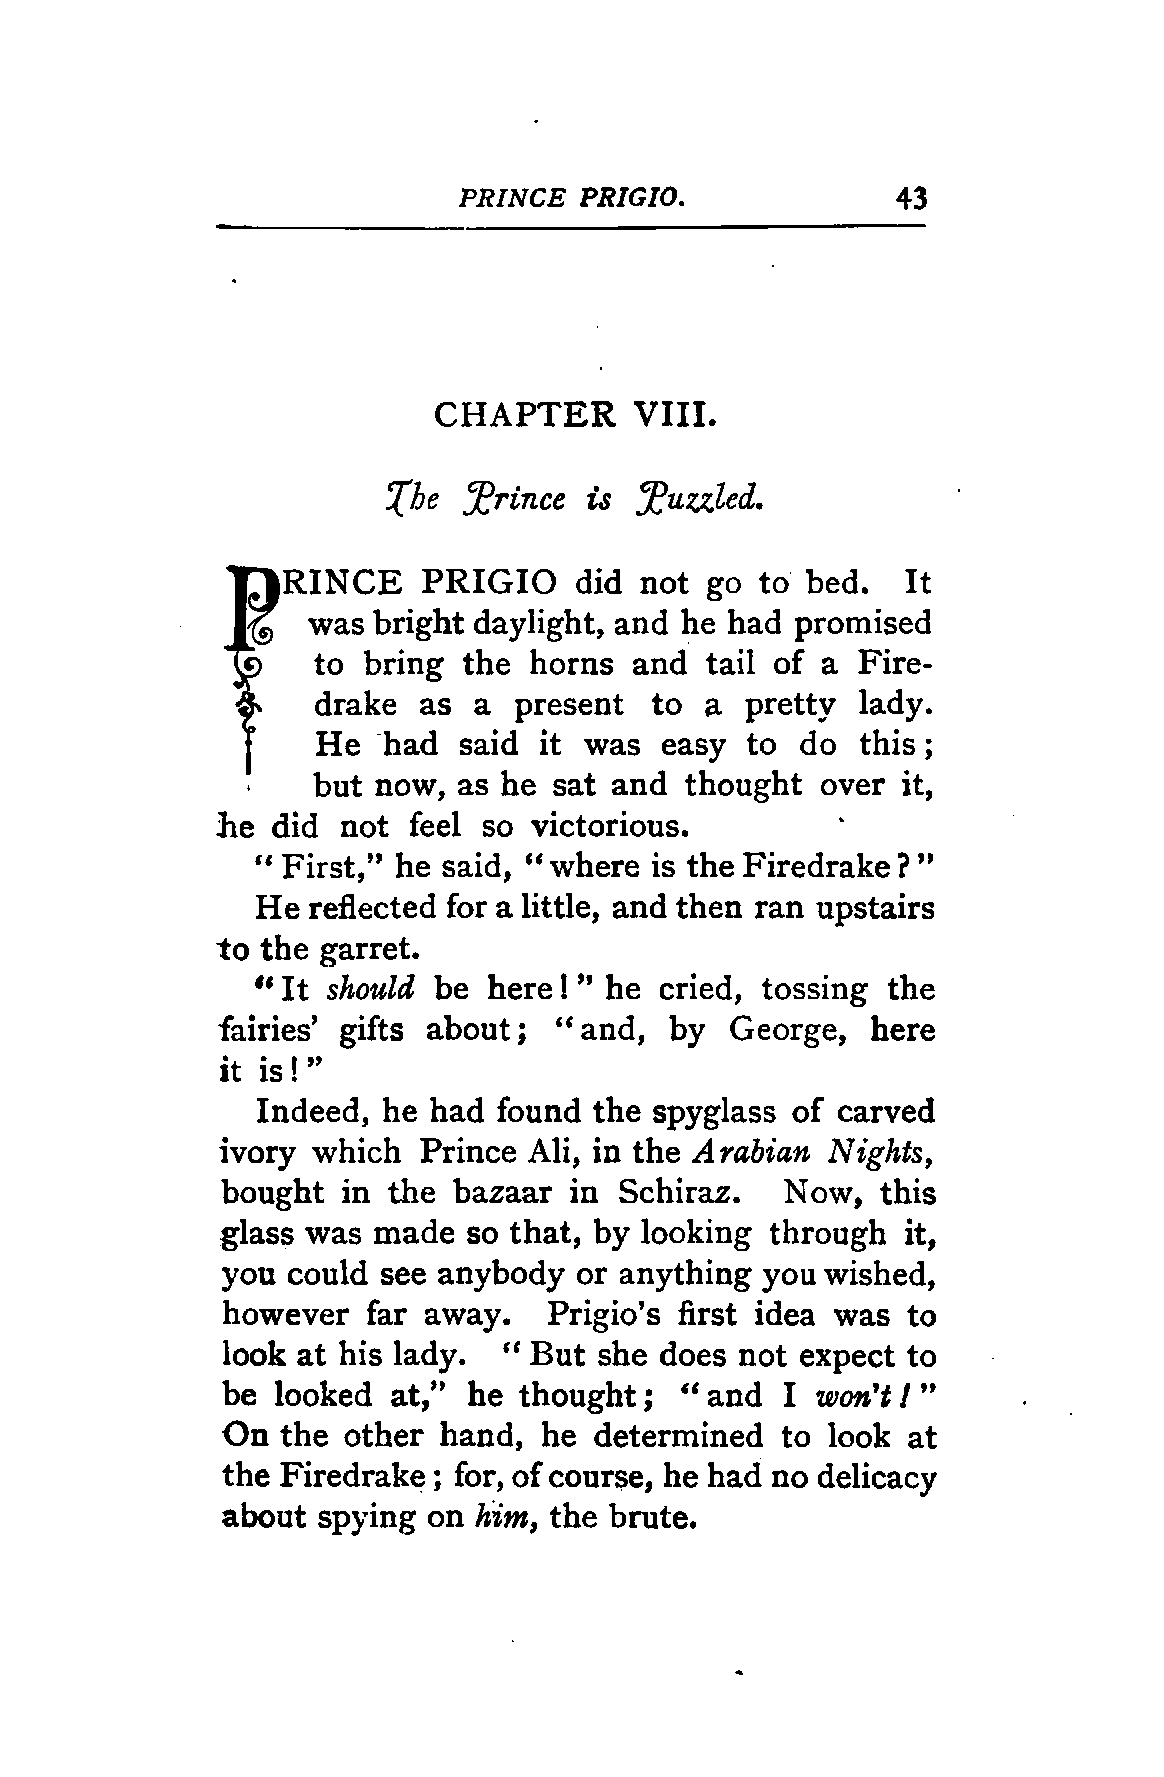 PRINCE PRIGIO. 43
CHAPTER VIII.
The Prince is Puzzled.
PRINCE PRIGIO did not go to bed. It
was bright daylight, and he had promised
to bring the horns and tail of a Fire-
drake as a present to a pretty lady.
He had said it was easy to do this;
but now, as he sat and thought over it,
he did not feel so victorious.
"First," he said, "where is the Firedrake?"
He reflected for a little, and then ran upstairs
to the garret.
"It should be here!" he cried, tossing the
fairies' gifts about; "and, by George, here
it is!"
Indeed, he had found the spyglass of carved
ivory which Prince Ali, in the Arabian Nights,
bought in the bazaar in Schiraz. Now, this
glass was made so that, by looking through it,
you could see anybody or anything you wished,
however far away. Prigio's first idea was to
look at his lady. "But she does not expect to
be looked at," he thought; "and I won't!"
On the other hand, he determined to look at
the Firedrake; for, of course, he had no delicacy
about spying on him, the brute.